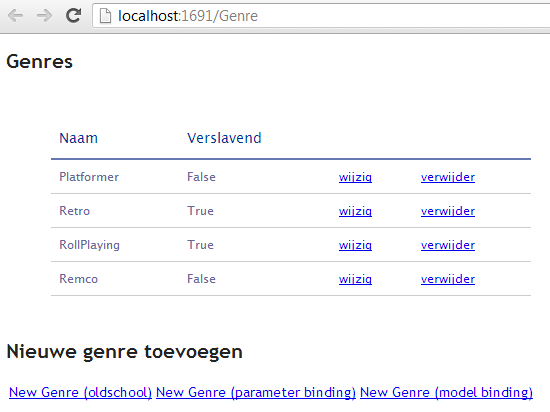 localhost:1691/Genre
Genres
Naam Verslavend
Platformer False wijzig verwijder
Retro True wijzig verwijder
RollPlaying True wijzig verwijder
Remco False wijzig verwijder
Nieuwe genre toevoegen
New Genre (oldschool) New Genre (parameter binding) New Genre (model binding)